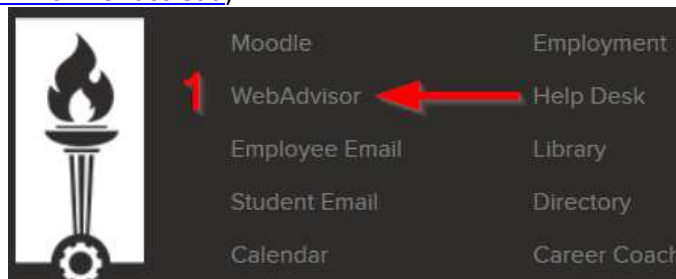 Moodle Employment
1 WebAdvisor Help Desk
Employee Email Library
Student Email Directory
Calendar Career Coach